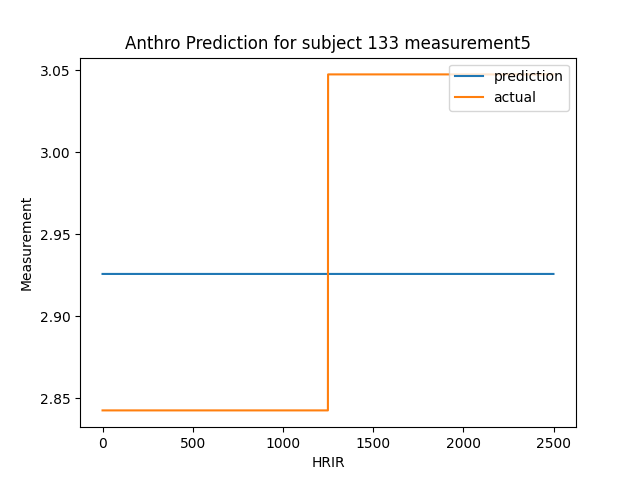 Anthro Prediction for subject 133 measurement5
prediction
actual
3.05
3.00
2.95
2.90
2.85
Measurement
0 500 1000 1500 2000 2500
HRIR